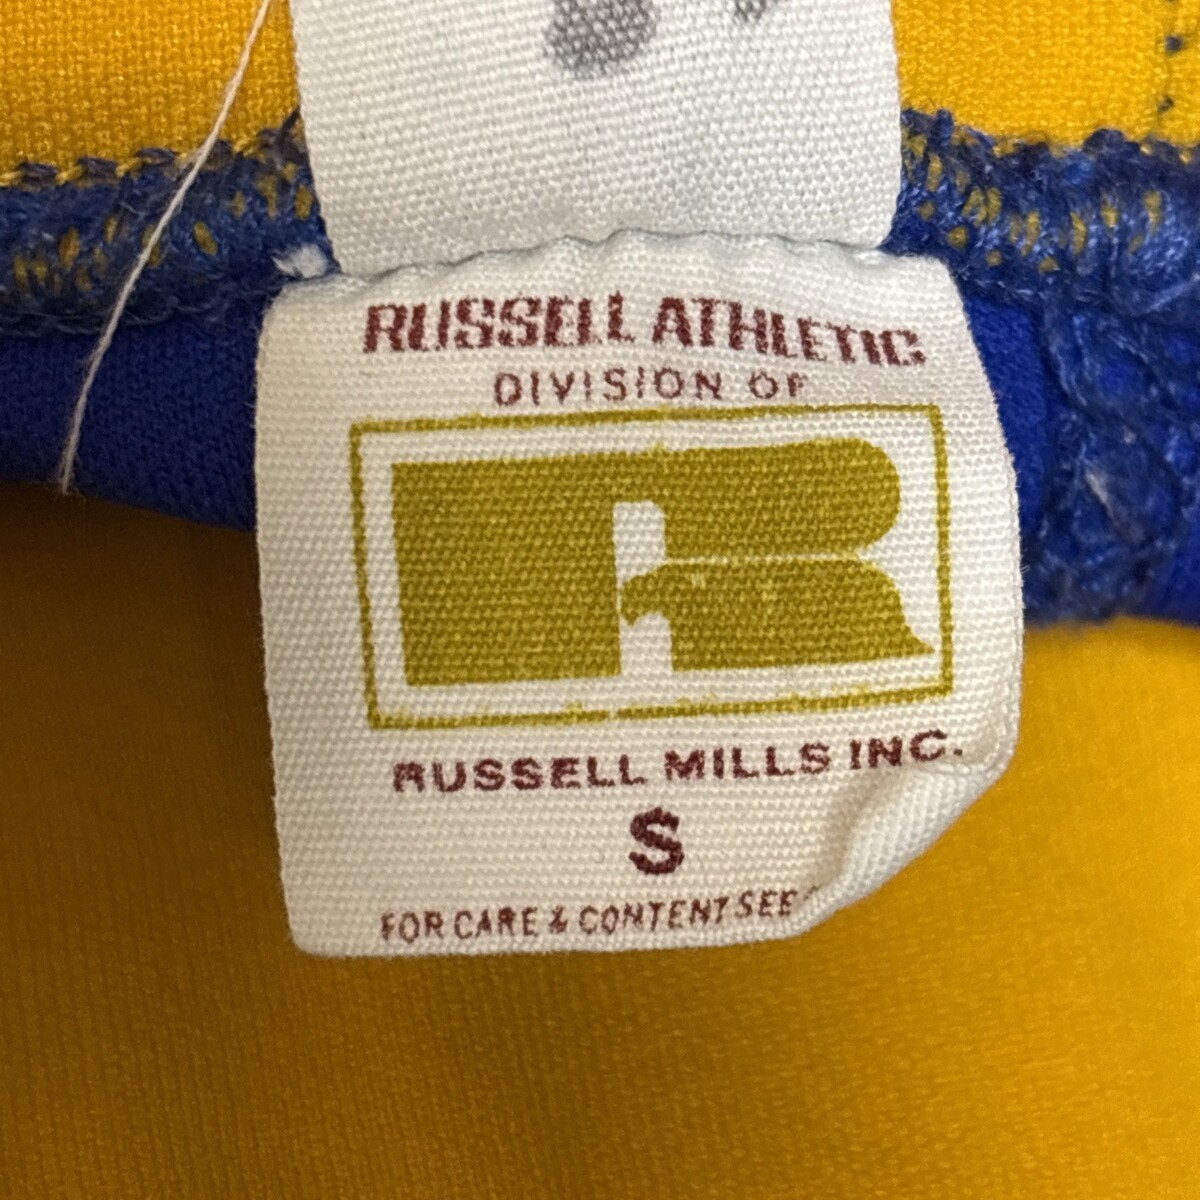 RUSSELL ATHLETIC
DIVISION OF
R
RUSSELL MILLS INC.
S
FOR CARE & CONTENT SEE